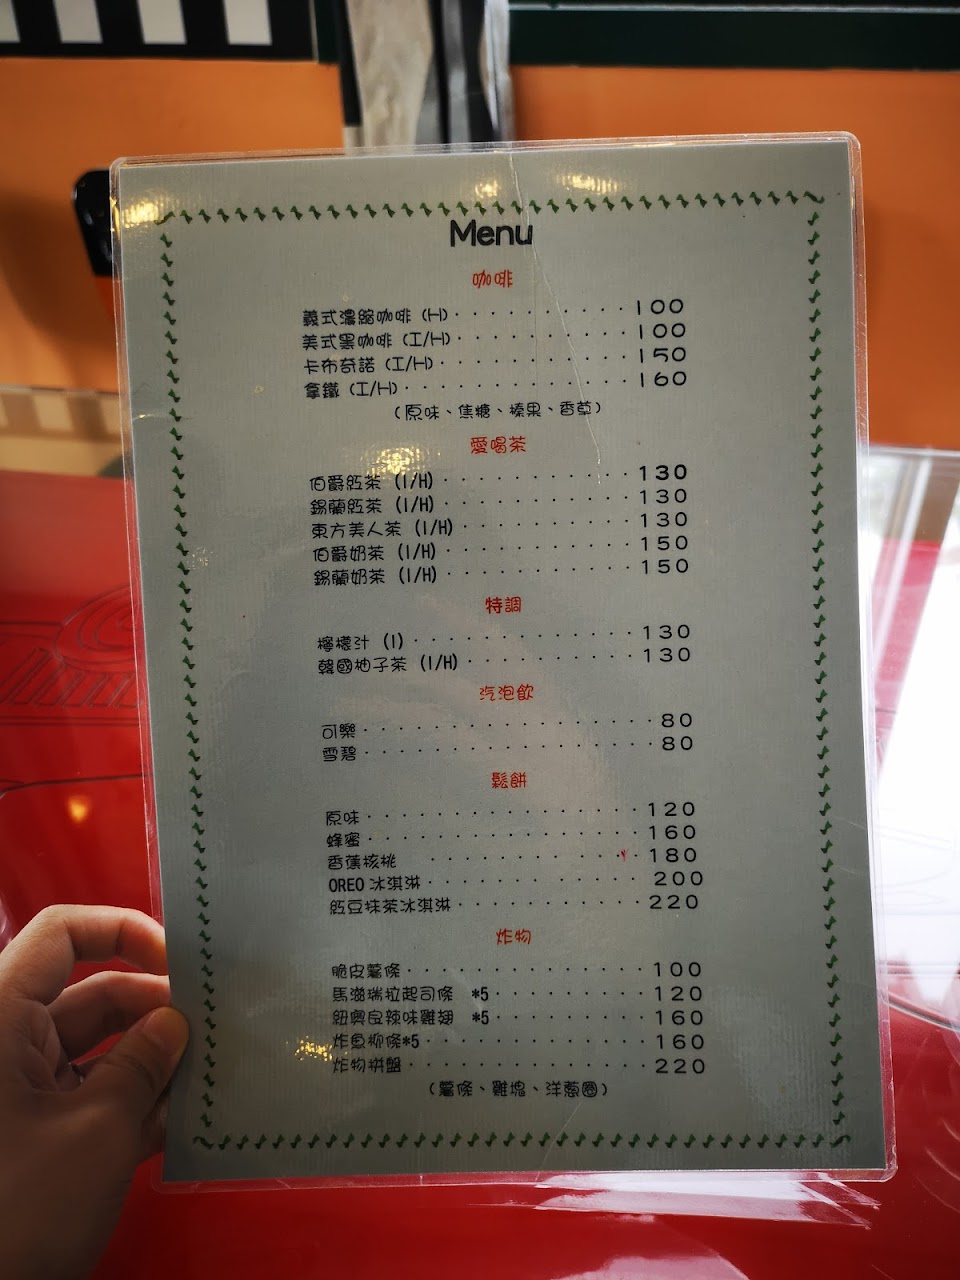 Menu
咖啡
義式濃縮咖啡 (H)··········100
美式黑咖啡 (I/H)··········100
卡布奇諾 (I/H)···········150
拿鐵 (I/H)·············160
(原味、焦糖、榛果、香草)
愛喝茶
伯爵紅茶 (I/H)···········130
錫蘭紅茶 (I/H)···········130
東方美人茶 (I/H)··········130
伯爵奶茶 (I/H)···········150
錫蘭奶茶 (I/H)···········150
特調
檸檬汁 (I)·············130
韓國柚子茶 (I/H)··········130
汽泡飲
可樂·················80
雪碧·················80
鬆餅
原味················120
蜂蜜················160
香蕉核桃 ············180
OREO 冰淇淋············200
紅豆抹茶冰淇淋···········220
炸物
脆皮薯條··············100
馬滋瑞拉起司條 *5·········120
紐奧良辣味雞翅 *5·········160
炸魚柳條*5·············160
炸物拼盤··············220
(薯條、雞塊、洋蔥圈)